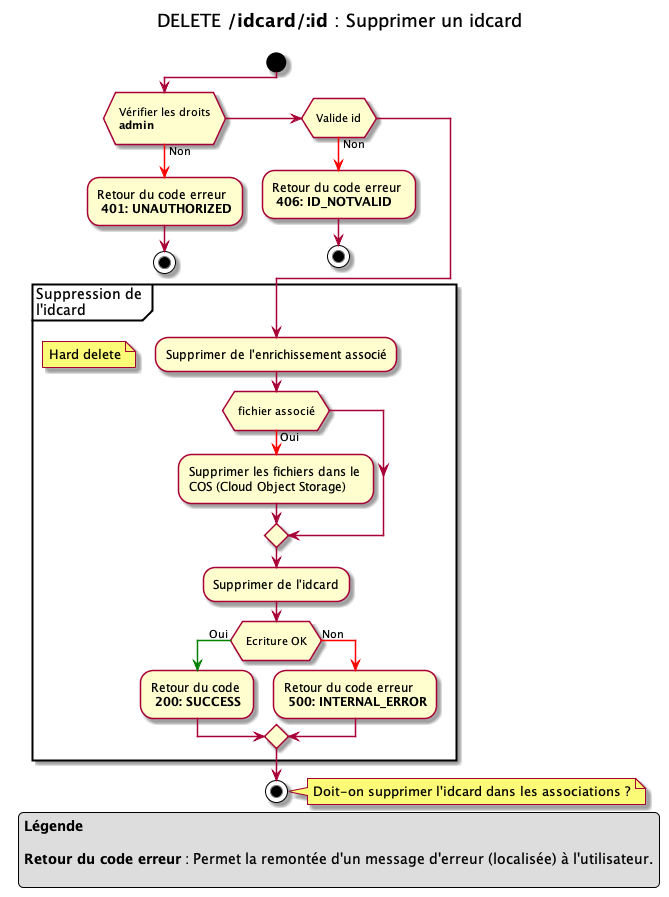 DELETE /idcard/:id : Supprimer un idcard
Vérifier les droits
admin
Valide id
Non
Non
Retour du code erreur
401: UNAUTHORIZED
Retour du code erreur
406: ID_NOTVALID
Suppression de
l'idcard
Hard delete
Supprimer de l'enrichissement associé
fichier associé
Oui
Supprimer les fichiers dans le
COS (Cloud Object Storage)
Supprimer de l'idcard
Oui
Ecriture OK
Non
Retour du code
200: SUCCESS
Retour du code erreur
500: INTERNAL_ERROR
Doit-on supprimer l'idcard dans les associations ?
Légende
Retour du code erreur : Permet la remontée d'un message d'erreur (localisée) à l'utilisateur.